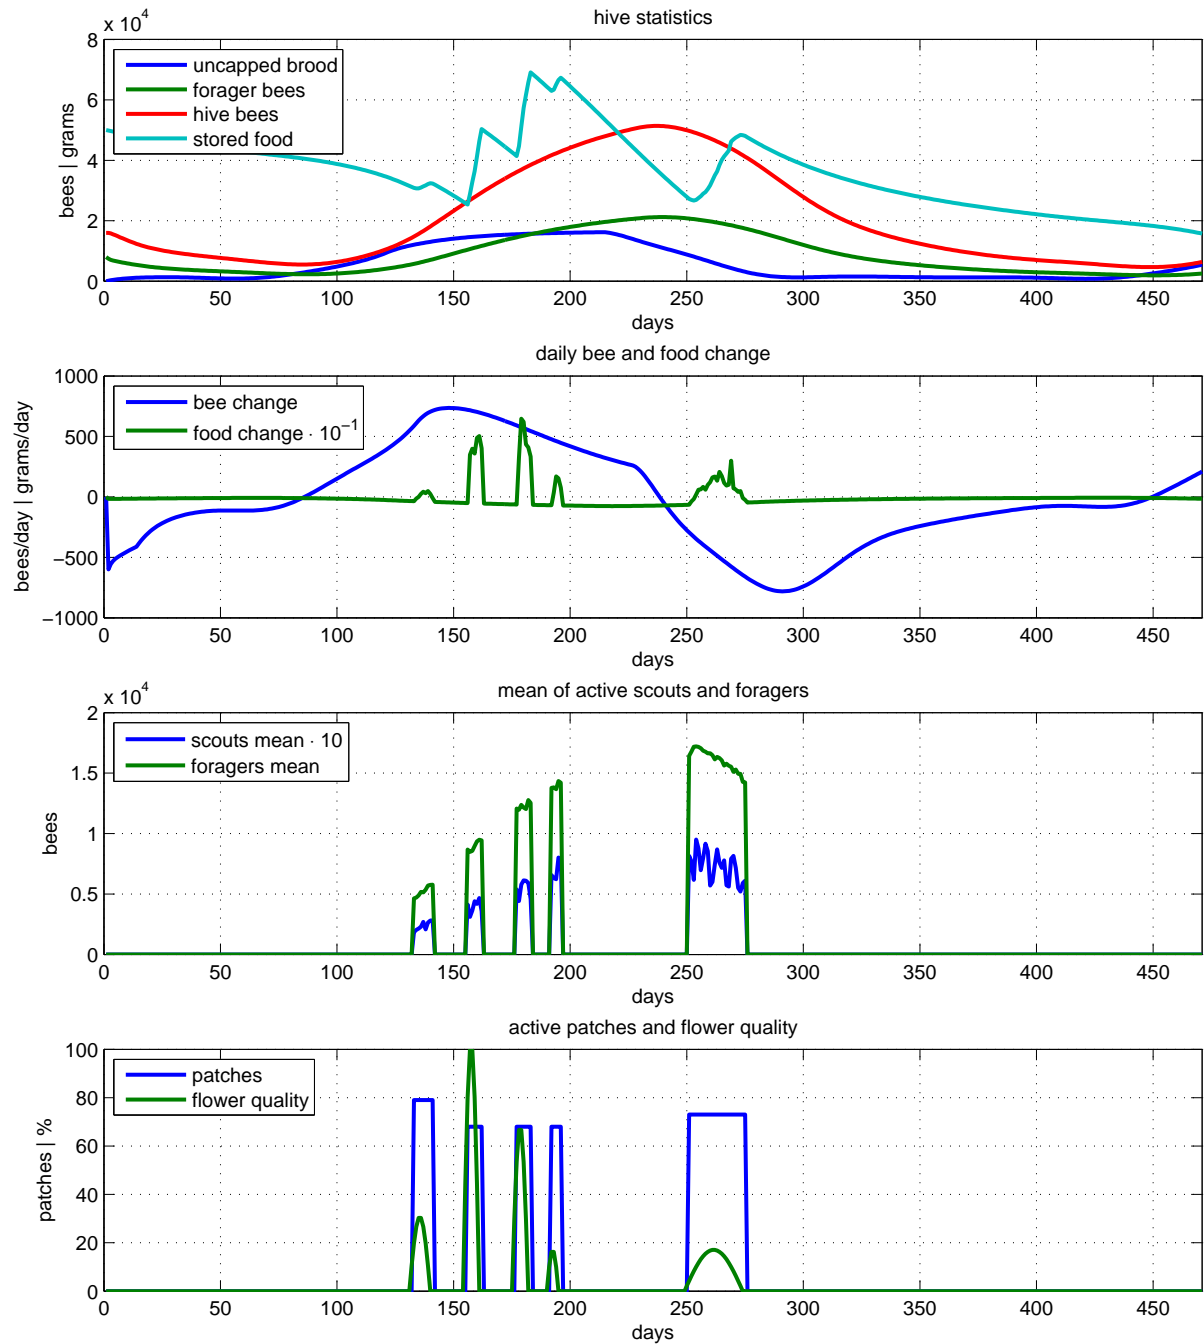 hive statistics
x 10^4
8
6
4
2
0
bees | grams
uncapped brood
forager bees
hive bees
stored food
0 50 100 150 200 250 300 350 400 450
days
daily bee and food change
1000
500
0
−500
−1000
bees/day | grams/day
bee change
food change · 10^−1
0 50 100 150 200 250 300 350 400 450
days
mean of active scouts and foragers
x 10^4
2
1.5
1
0.5
0
bees
scouts mean · 10
foragers mean
0 50 100 150 200 250 300 350 400 450
days
active patches and flower quality
100
80
60
40
20
0
patches | %
patches
flower quality
0 50 100 150 200 250 300 350 400 450
days